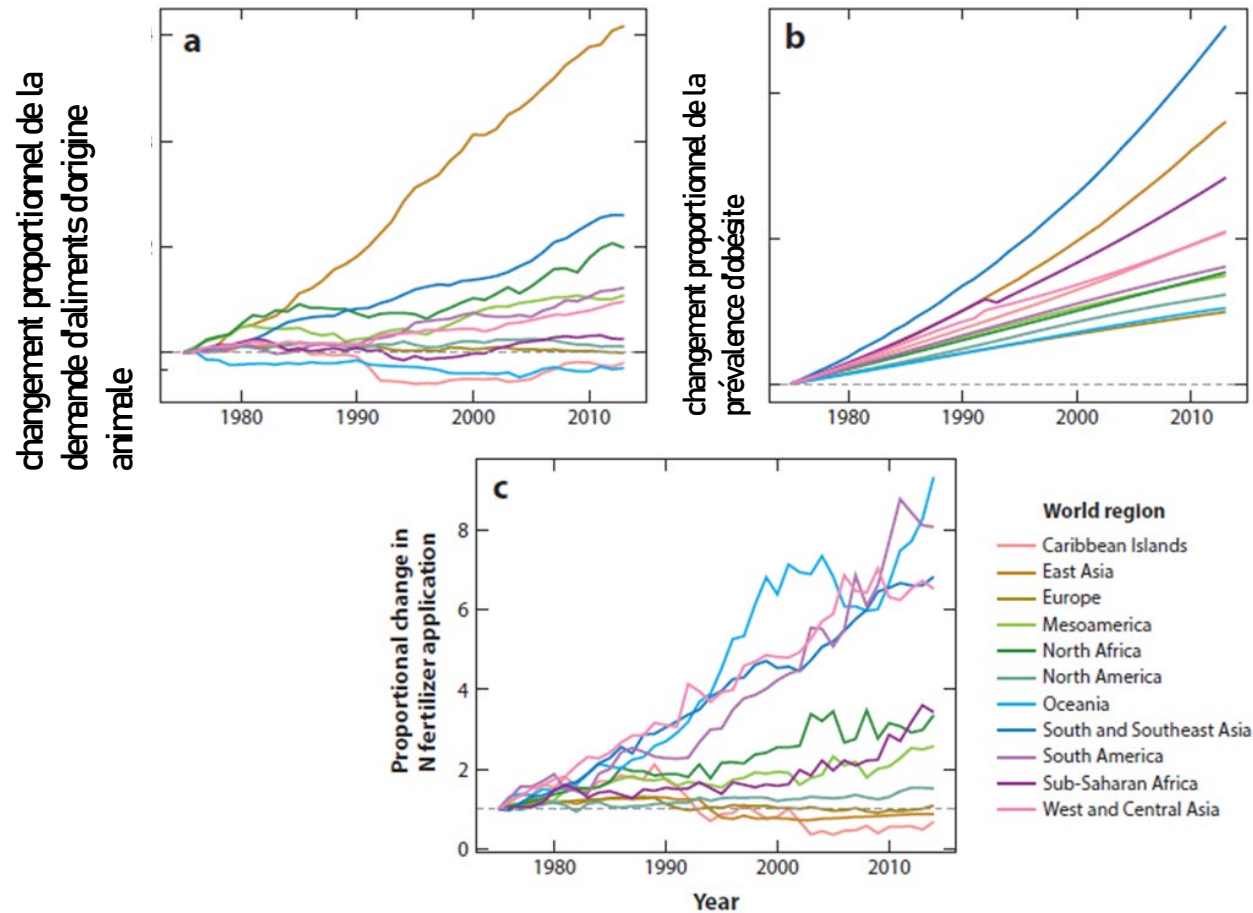 a
changement proportionnel de la
demande d'aliments d'origine
animale
1980
1990
2000
2010
b
changement proportionnel de la
prévalence d'obésite
1980
1990
2000
2010
c
Proportional change in
N fertilizer application
8
6
4
2
0
1980
1990
2000
2010
Year
World region
Caribbean Islands
East Asia
Europe
Mesoamerica
North Africa
North America
Oceania
South and Southeast Asia
South America
Sub-Saharan Africa
West and Central Asia